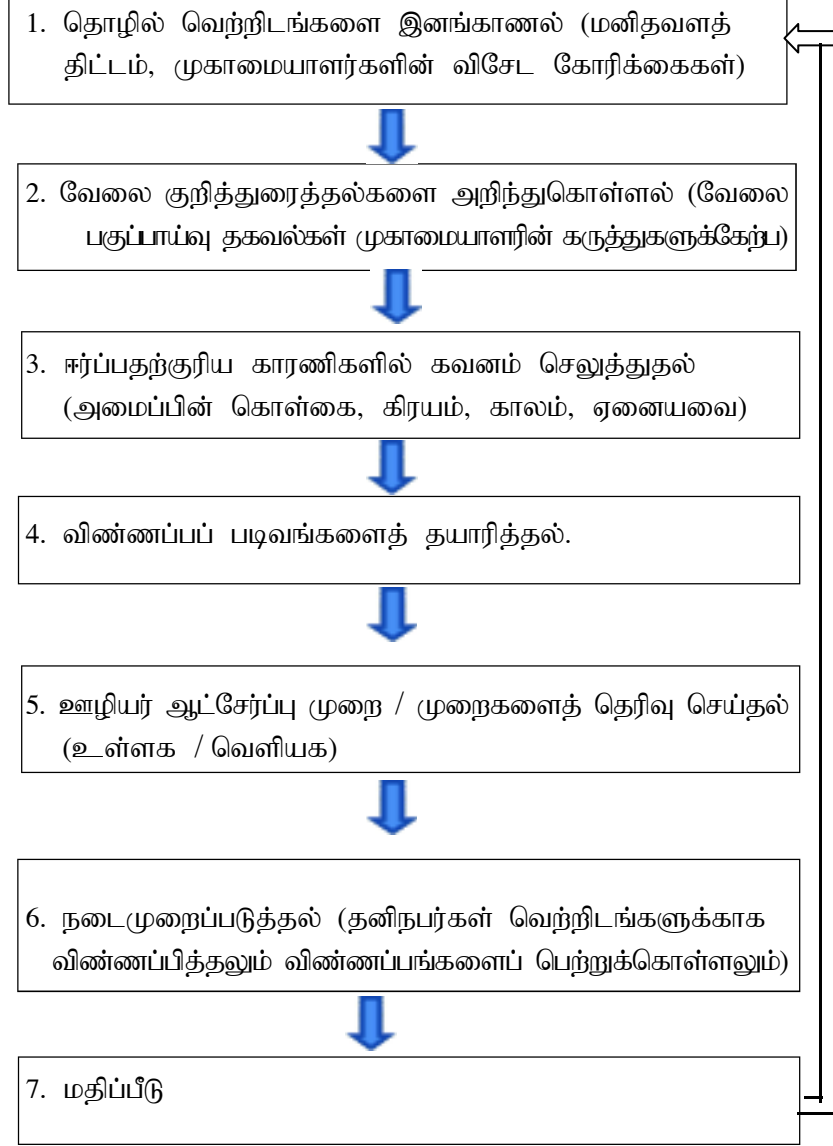 1. தொழில் வெற்றிடங்களை இனங்காணல் (மனிதவளத்
திட்டம், முகாமையாளர்களின் விசேட கோரிக்கைகள்)
2. வேலை குறித்துரைத்தல்களை அறிந்துகொள்ளல் (வேலை
பகுப்பாய்வு தகவல்கள் முகாமையாளரின் கருத்துகளுக்கேற்ப)
3. ஈர்ப்பதற்குரிய காரணிகளில் கவனம் செலுத்துதல்
(அமைப்பின் கொள்கை, கிரயம், காலம், ஏனையவை)
4. விண்ணப்பப் படிவங்களைத் தயாரித்தல்.
5. ஊழியர் ஆட்சேர்ப்பு முறை / முறைகளைத் தெரிவு செய்தல்
(உள்ளக / வெளியக)
6. நடைமுறைப்படுத்தல் (தனிநபர்கள் வெற்றிடங்களுக்காக
விண்ணப்பித்தலும் விண்ணப்பங்களைப் பெற்றுக்கொள்ளலும்)
7. மதிப்பீடு